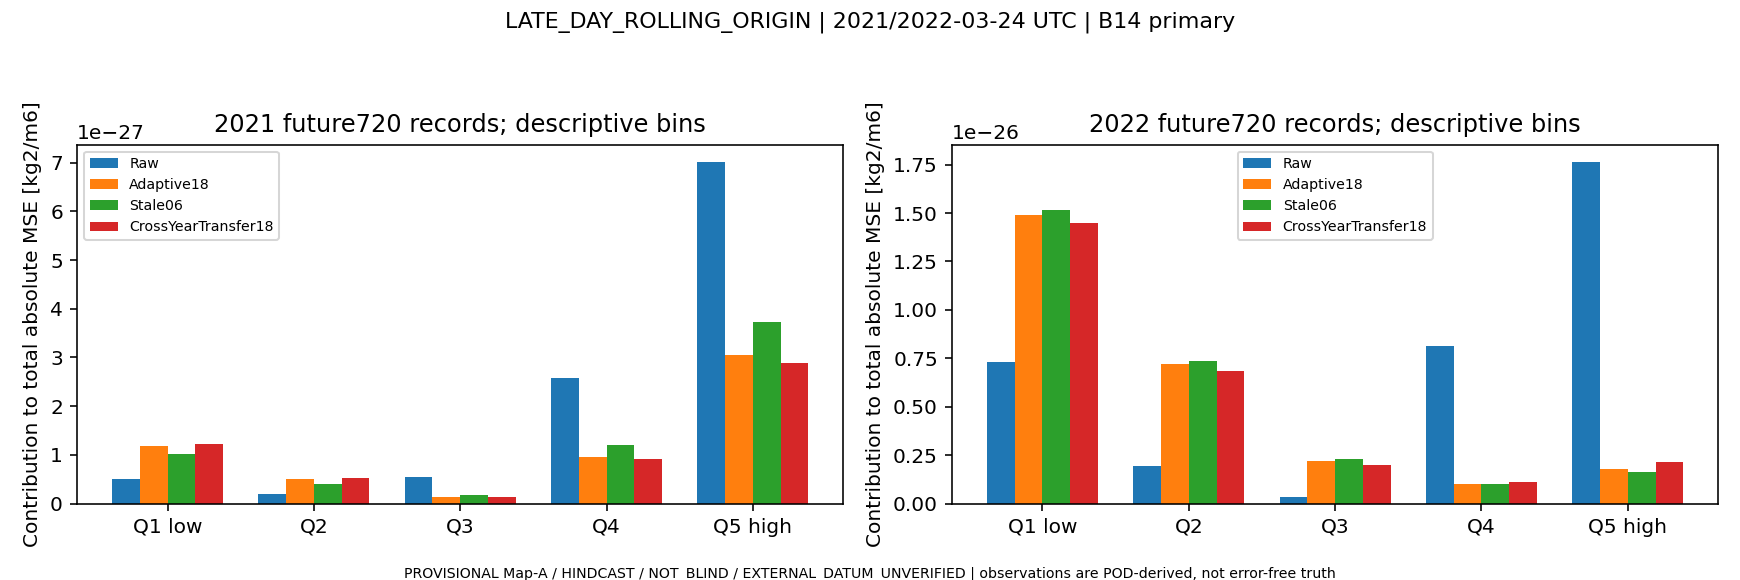 LATE_DAY_ROLLING_ORIGIN | 2021/2022-03-24 UTC | B14 primary
2021 future720 records; descriptive bins
1e−27
Contribution to total absolute MSE [kg2/m6]
7
6
5
4
3
2
1
0
Raw
Adaptive18
Stale06
CrossYearTransfer18
Q1 low
Q2
Q3
Q4
Q5 high
2022 future720 records; descriptive bins
1e−26
Contribution to total absolute MSE [kg2/m6]
1.75
1.50
1.25
1.00
0.75
0.50
0.25
0.00
Raw
Adaptive18
Stale06
CrossYearTransfer18
Q1 low
Q2
Q3
Q4
Q5 high
PROVISIONAL Map-A / HINDCAST / NOT_BLIND / EXTERNAL_DATUM_UNVERIFIED | observations are POD-derived, not error-free truth